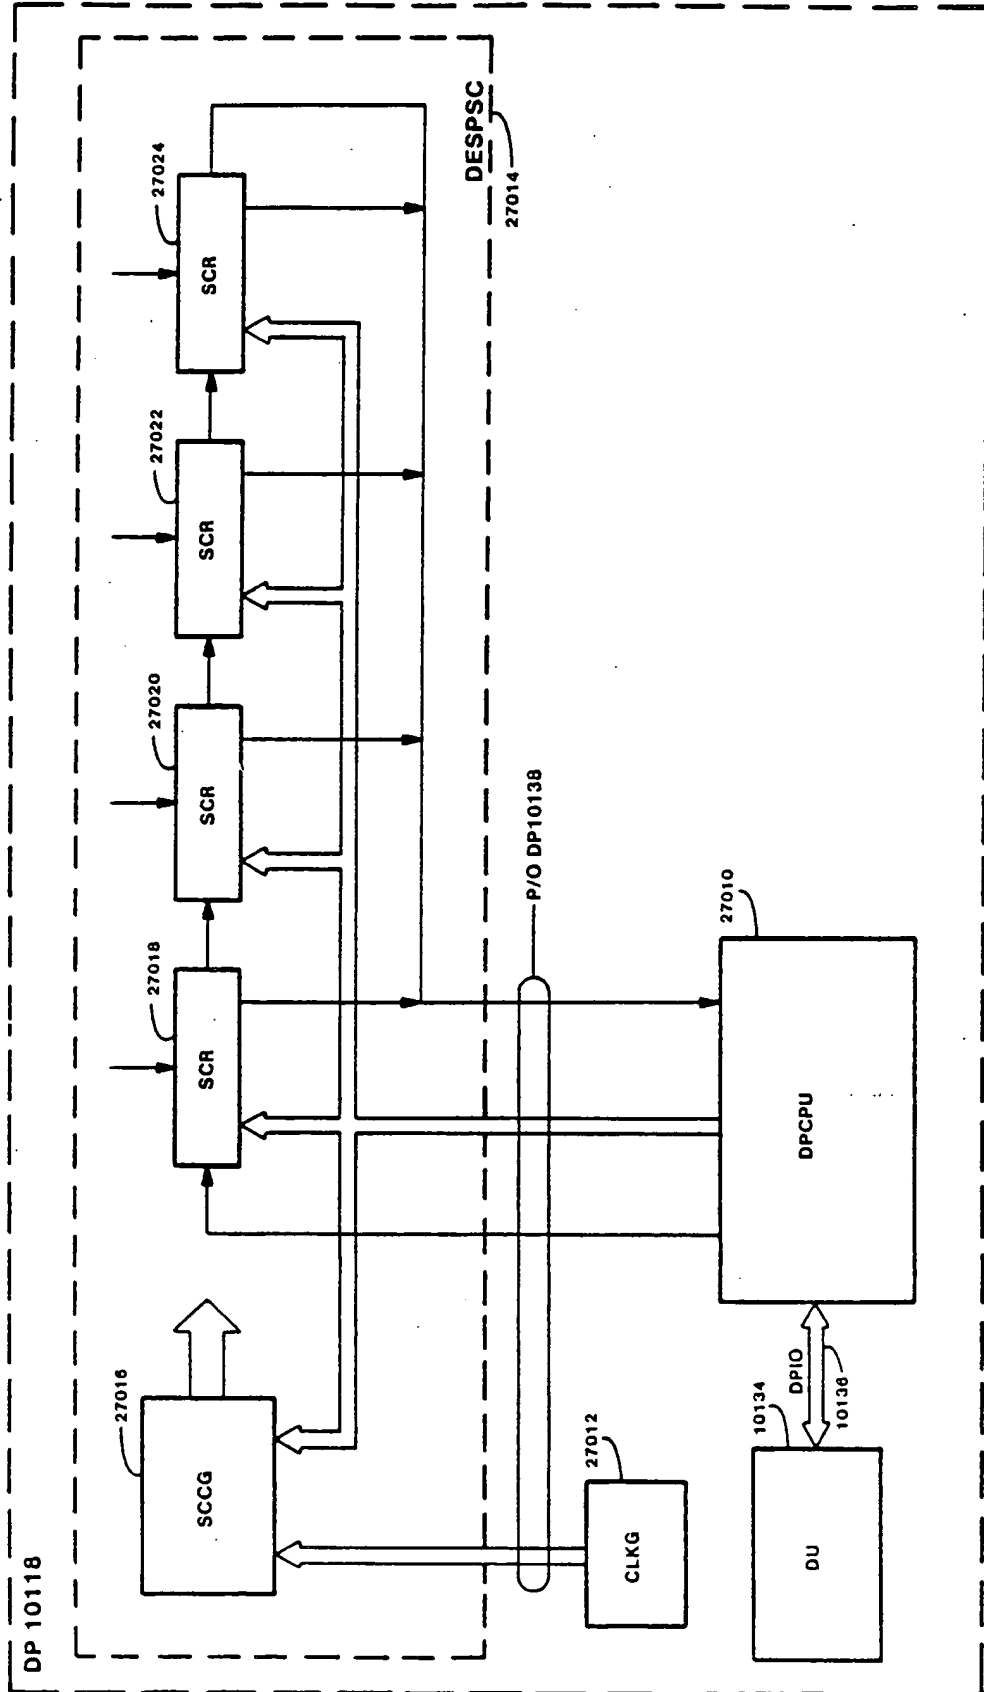 DP 10118
DESPSC
27014
SCCG
27016
SCR
27018
SCR
27020
SCR
27022
SCR
27024
P/O DP10138
CLKG
27012
DPCPU
27010
DPIO
10136
DU
10134